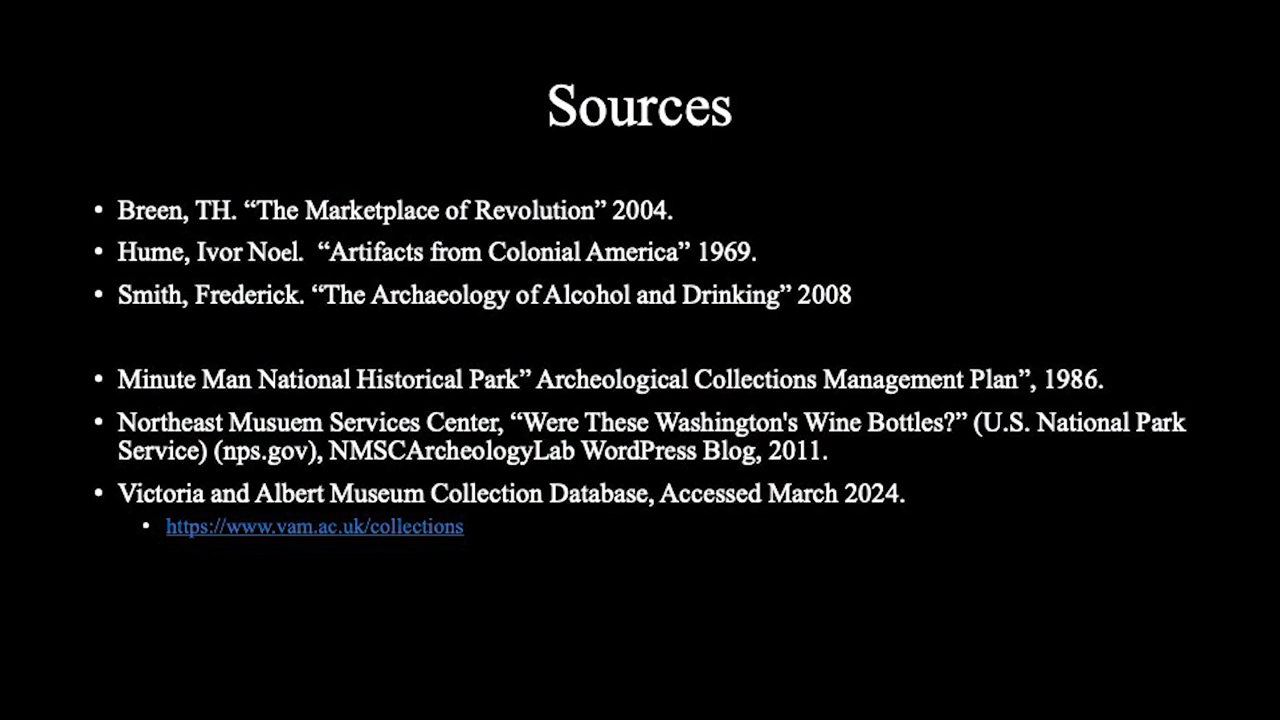 Sources
• Breen, TH. “The Marketplace of Revolution” 2004.
• Hume, Ivor Noel.  “Artifacts from Colonial America” 1969.
• Smith, Frederick. “The Archaeology of Alcohol and Drinking” 2008
• Minute Man National Historical Park” Archeological Collections Management Plan”, 1986.
• Northeast Musuem Services Center, “Were These Washington's Wine Bottles?” (U.S. National Park
Service) (nps.gov), NMSCArcheologyLab WordPress Blog, 2011.
• Victoria and Albert Museum Collection Database, Accessed March 2024.
• https://www.vam.ac.uk/collections